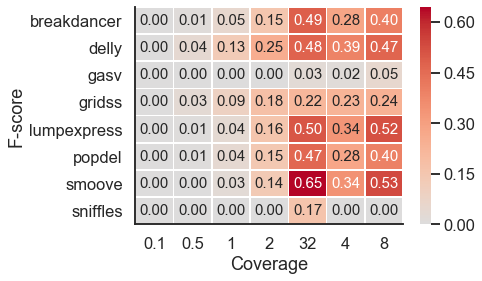 breakdancer 0.00 0.01 0.05 0.15 0.49 0.28 0.40
delly 0.00 0.04 0.13 0.25 0.48 0.39 0.47
gasv 0.00 0.00 0.00 0.00 0.03 0.02 0.05
gridss 0.00 0.03 0.09 0.18 0.22 0.23 0.24
lumpexpress 0.00 0.01 0.04 0.16 0.50 0.34 0.52
popdel 0.00 0.01 0.04 0.15 0.47 0.28 0.40
smoove 0.00 0.00 0.03 0.14 0.65 0.34 0.53
sniffles 0.00 0.00 0.00 0.00 0.17 0.00 0.00
0.1 0.5 1 2 32 4 8
Coverage
F-score
0.60
0.45
0.30
0.15
0.00